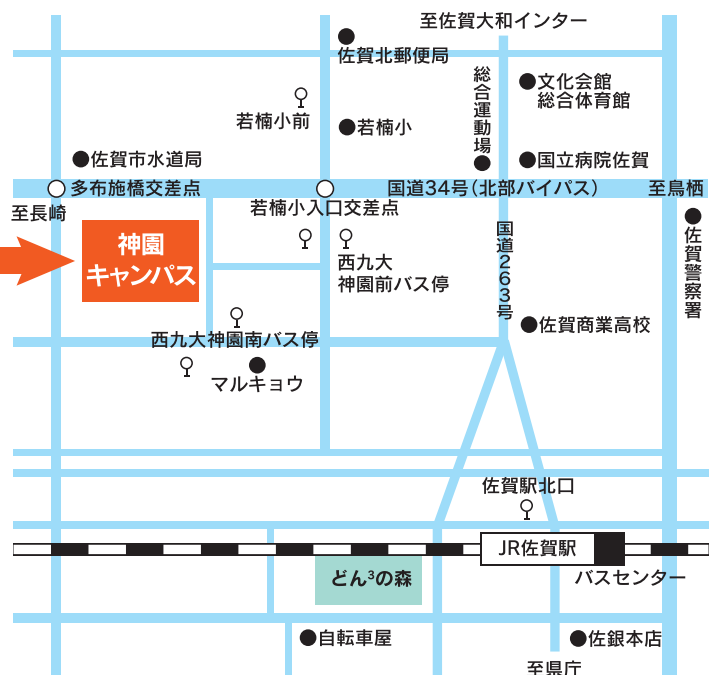 至佐賀大和インター
佐賀北郵便局
総合運動場
文化会館
総合体育館
若楠小前
若楠小
佐賀市水道局
国立病院佐賀
多布施橋交差点
国道34号(北部バイパス)
至鳥栖
至長崎
若楠小入口交差点
神園
キャンパス
国道263号
佐賀警察署
西九大
神園前バス停
佐賀商業高校
西九大神園南バス停
マルキョウ
佐賀駅北口
JR佐賀駅
どん³の森
バスセンター
自転車屋
佐銀本店
至県庁